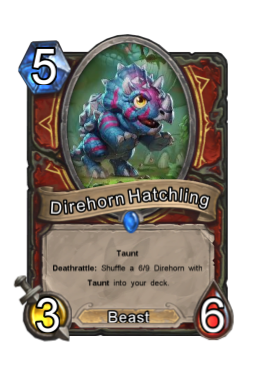 5
Direhorn Hatchling
Taunt
Deathrattle: Shuffle a 6/9 Direhorn with
Taunt into your deck.
3
Beast
6